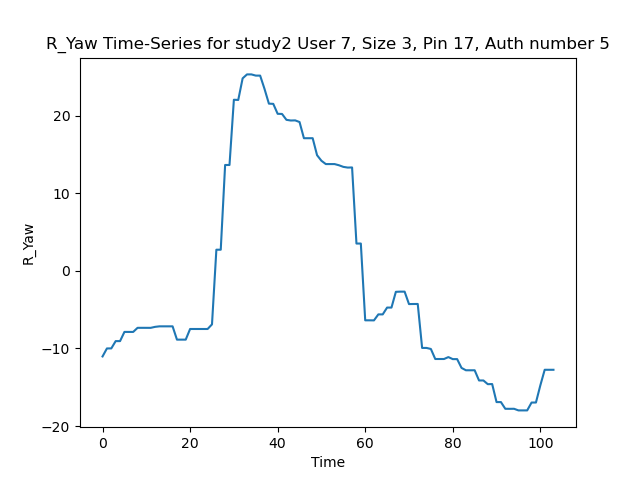 R_Yaw Time-Series for study2 User 7, Size 3, Pin 17, Auth number 5
20
10
0
−10
−20
R_Yaw
0 20 40 60 80 100
Time